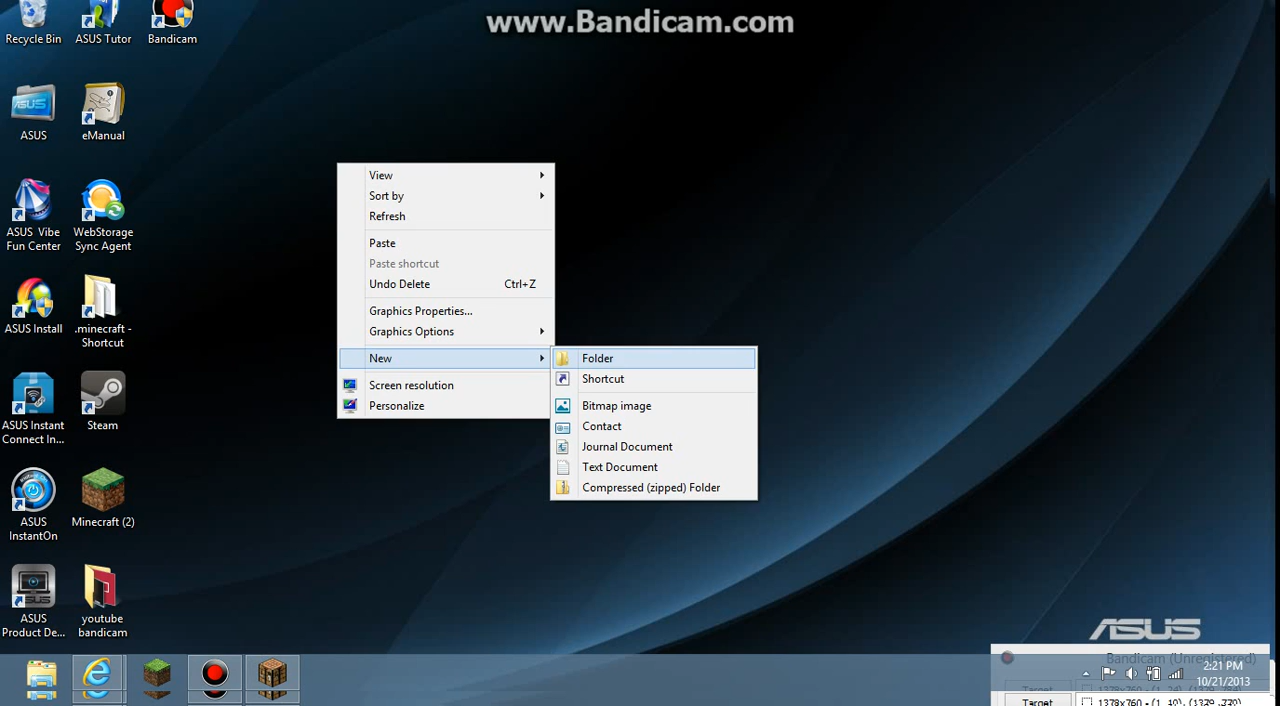 www.Bandicam.com
Recycle Bin
ASUS Tutor
Bandicam
ASUS
ASUS
eManual
ASUS Vibe
Fun Center
WebStorage
Sync Agent
ASUS Install
.minecraft -
Shortcut
ASUS Instant
Connect In...
Steam
ASUS
InstantOn
Minecraft (2)
ASUS
Product De...
youtube
bandicam
View
Sort by
Refresh
Paste
Paste shortcut
Undo Delete Ctrl+Z
Graphics Properties...
Graphics Options
New
Screen resolution
Personalize
Folder
Shortcut
Bitmap image
Contact
Journal Document
Text Document
Compressed (zipped) Folder
ASUS
Bandicam (Unregistered)
2:21 PM
10/21/2013
Target
Target